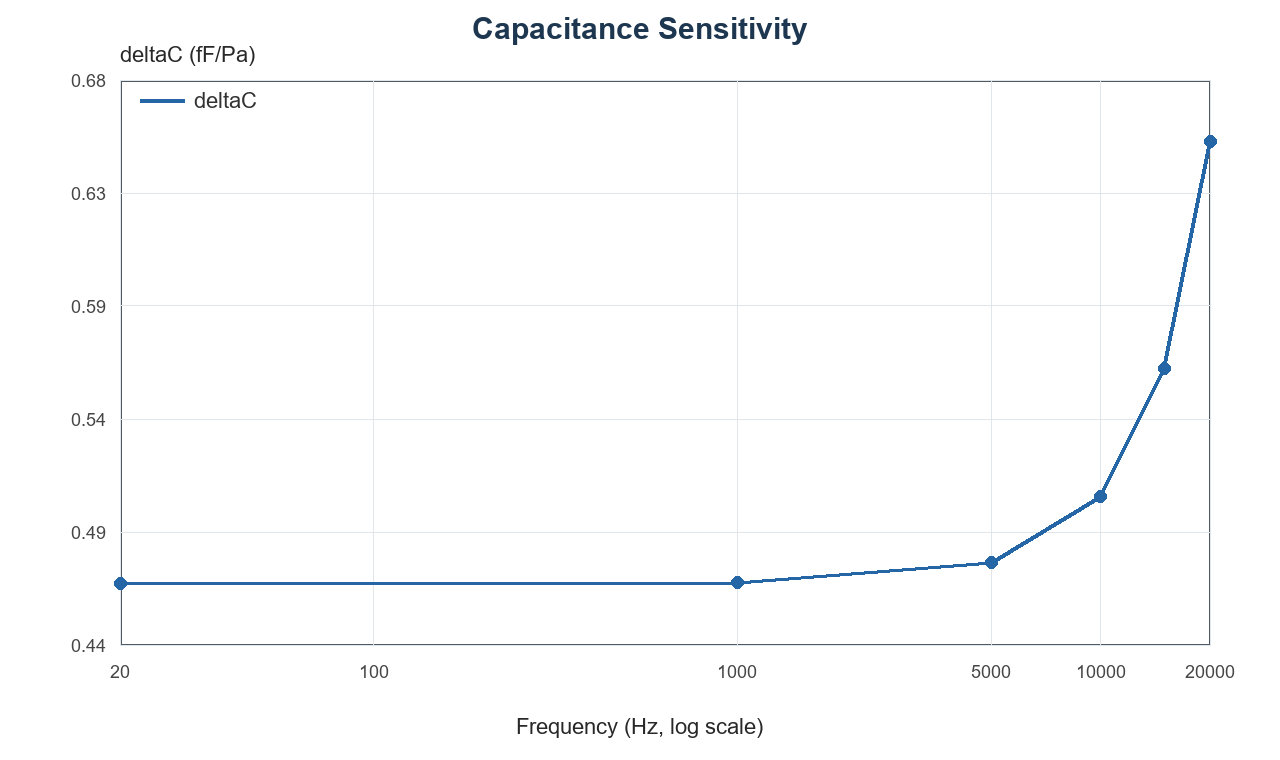 Capacitance Sensitivity
deltaC (fF/Pa)
deltaC
0.68
0.63
0.59
0.54
0.49
0.44
20 100 1000 5000 10000 20000
Frequency (Hz, log scale)